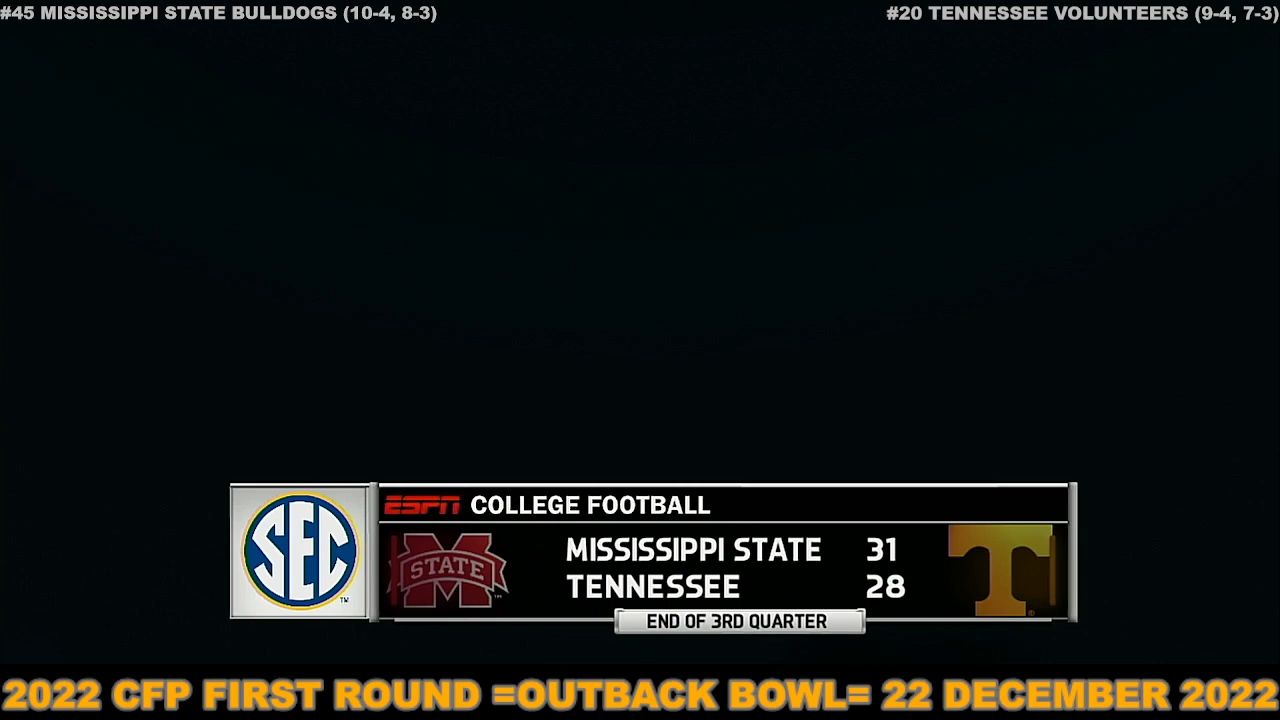 #45 MISSISSIPPI STATE BULLDOGS (10-4, 8-3)
#20 TENNESSEE VOLUNTEERS (9-4, 7-3)
SEC
TM
ESPN COLLEGE FOOTBALL
STATE
MISSISSIPPI STATE 31
TENNESSEE 28
T
END OF 3RD QUARTER
2022 CFP FIRST ROUND =OUTBACK BOWL= 22 DECEMBER 2022